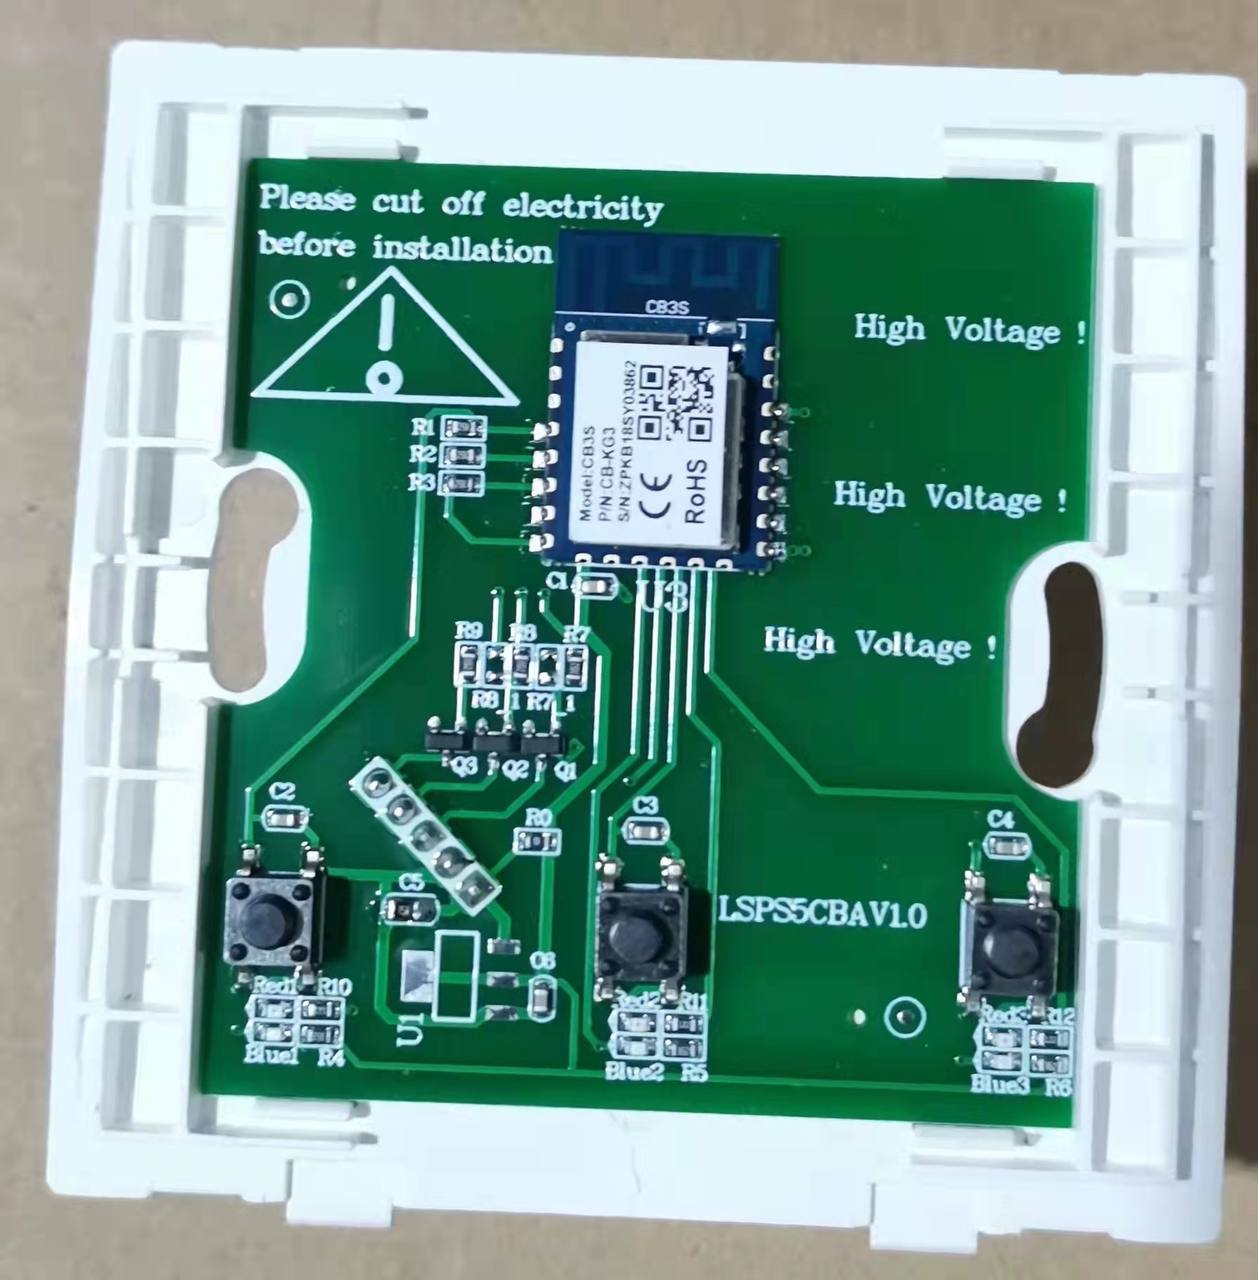 Please cut off electricity
before installation
CB3S
High Voltage !
Model:CB3S
P/N:CB-KG3
S/N:ZPKB18SY03862
CE
RoHS
R1
R2
R3
High Voltage !
C1
U3
R9 R8 R7
High Voltage !
R8_1 R7_1
Q3 Q2 Q1
C2
R0
C3
C4
C5
LSPS5CBAV1.0
C6
Red1 R10
Red2 R11
Red3 R12
U1
Blue1 R4
Blue2 R5
Blue3 R6